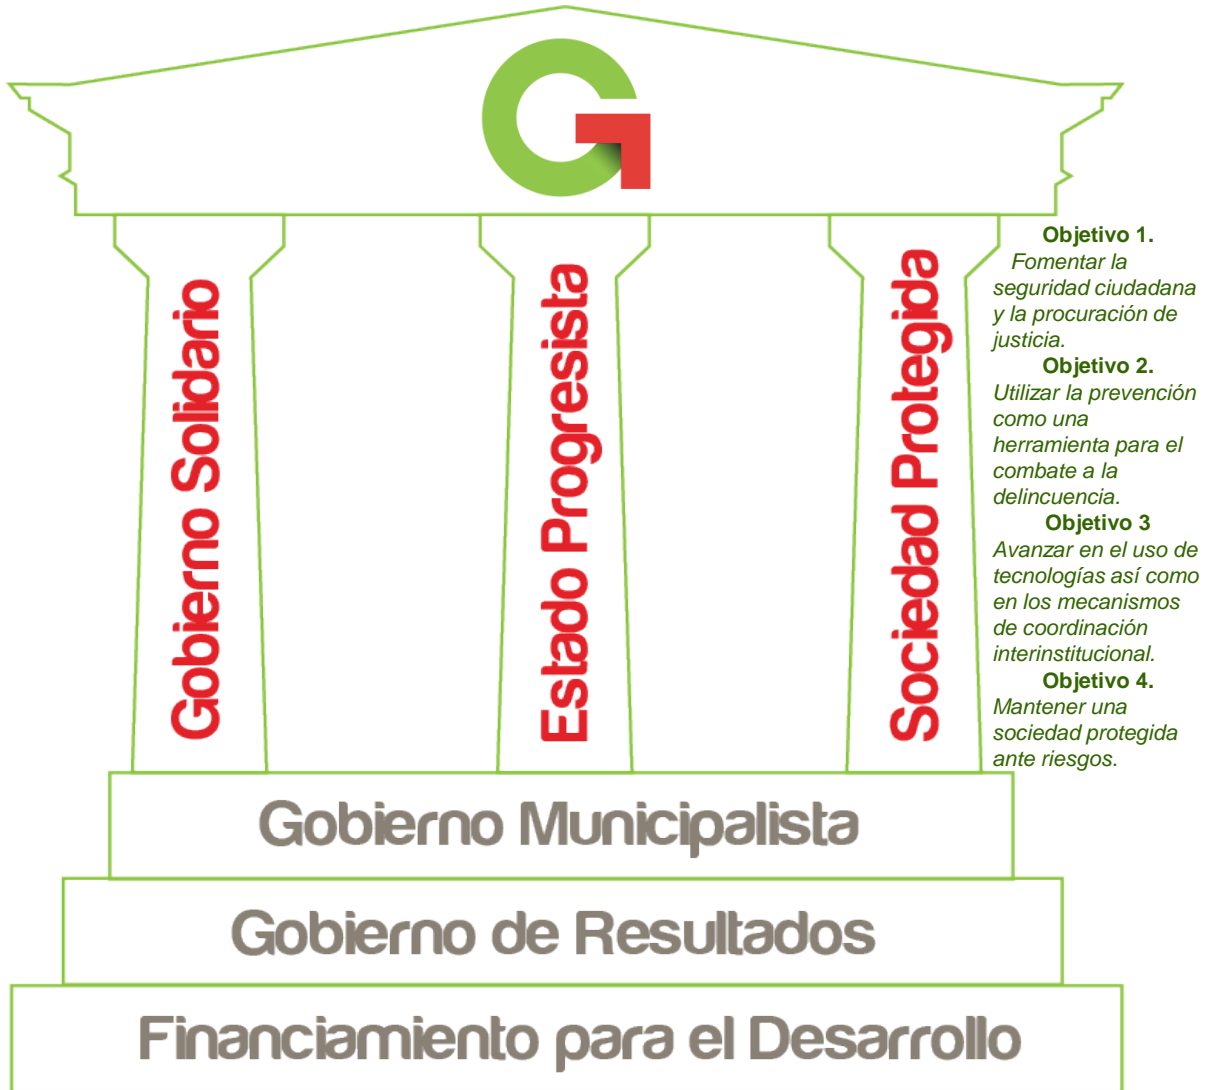 G
Gobierno Solidario
Estado Progresista
Sociedad Protegida
Objetivo 1.
Fomentar la
seguridad ciudadana
y la procuración de
justicia.
Objetivo 2.
Utilizar la prevención
como una
herramienta para el
combate a la
delincuencia.
Objetivo 3
Avanzar en el uso de
tecnologías así como
en los mecanismos
de coordinación
interinstitucional.
Objetivo 4.
Mantener una
sociedad protegida
ante riesgos.
Gobierno Municipalista
Gobierno de Resultados
Financiamiento para el Desarrollo